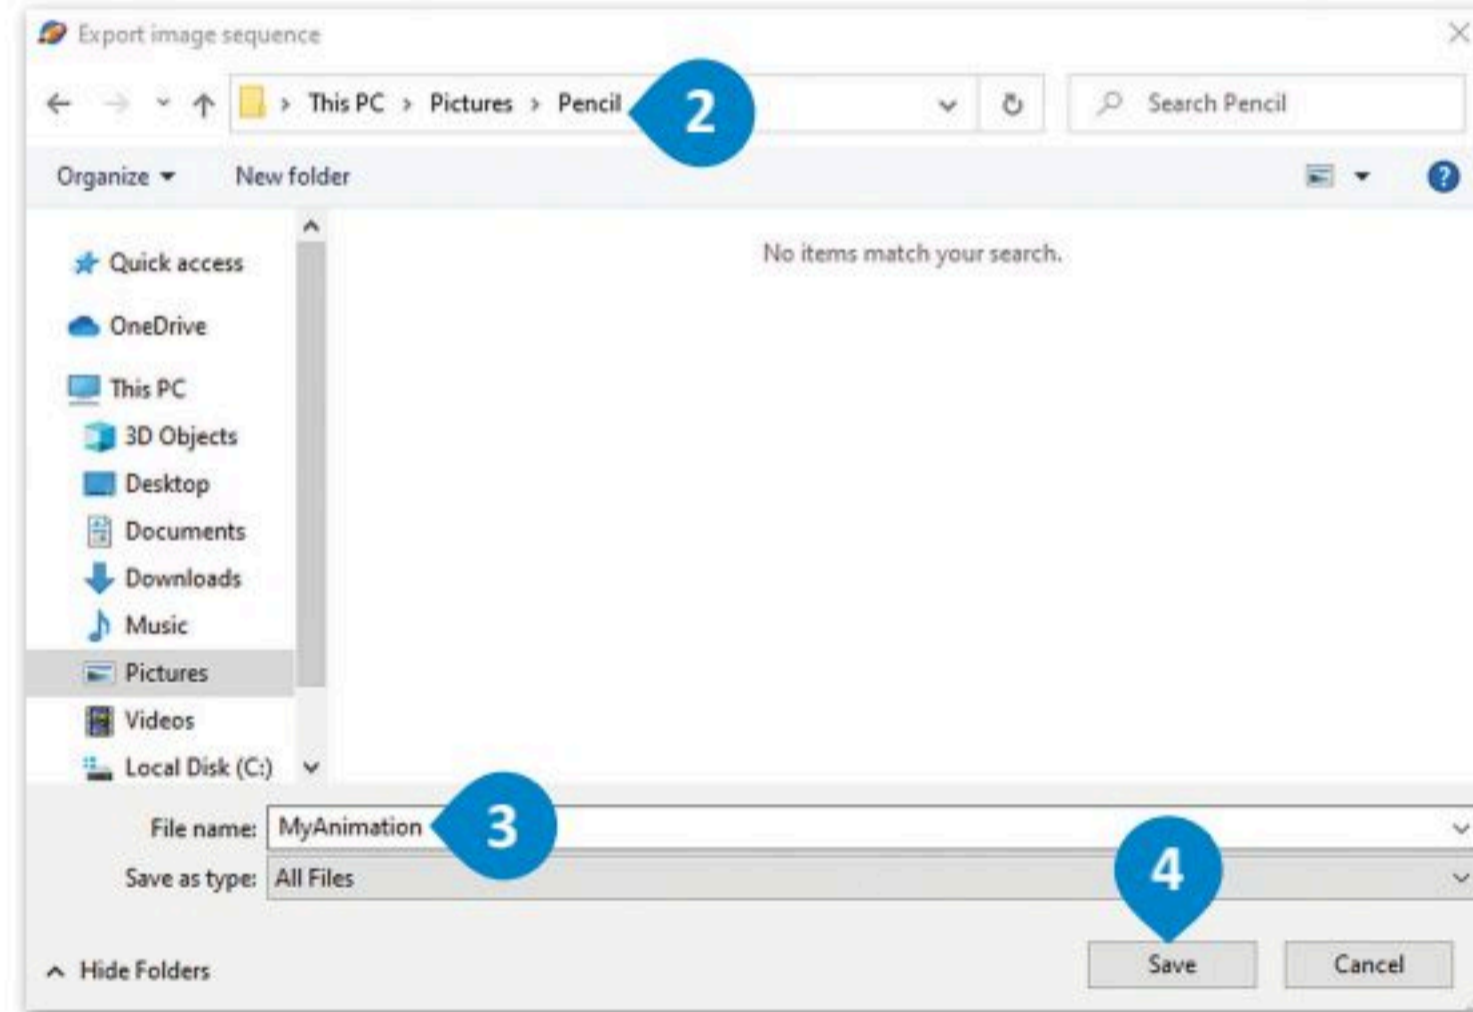 Export image sequence
This PC > Pictures > Pencil
2
Search Pencil
Organize
New folder
?
No items match your search.
Quick access
OneDrive
This PC
3D Objects
Desktop
Documents
Downloads
Music
Pictures
Videos
Local Disk (C:)
File name: MyAnimation
3
Save as type: All Files
4
Hide Folders
Save
Cancel